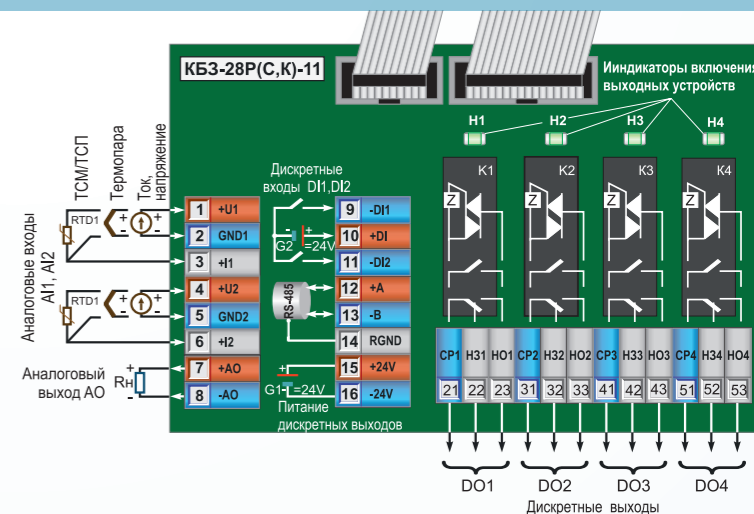 КБЗ-28Р(С,К)-11
Ииндикаторы включения
выходных устройств
H1
H2
H3
H4
K1
K2
K3
K4
Z
Z
Z
Z
ТСМ/ТСП
Термопара
Ток,
напряжение
Аналоговые входы
AI1, AI2
RTD1
+
-
RTD1
+
-
1 +U1
2 GND1
3 +I1
4 +U2
5 GND2
6 +I2
7 +AO
8 -AO
Аналоговый
выход АО
Rн
+
-
Дискретные
входы DI1,DI2
G2
-
+
=24V
RS-485
9 -DI1
10 +DI
11 -DI2
12 +A
13 -B
14 RGND
15 +24V
16 -24V
+
G1-
=24V
Питание
дискретных выходов
CP1 H31 HO1 CP2 H32 HO2 CP3 H33 HO3 CP4 H34 HO4
21 22 23 31 32 33 41 42 43 51 52 53
DO1
DO2
DO3
DO4
Дискретные выходы